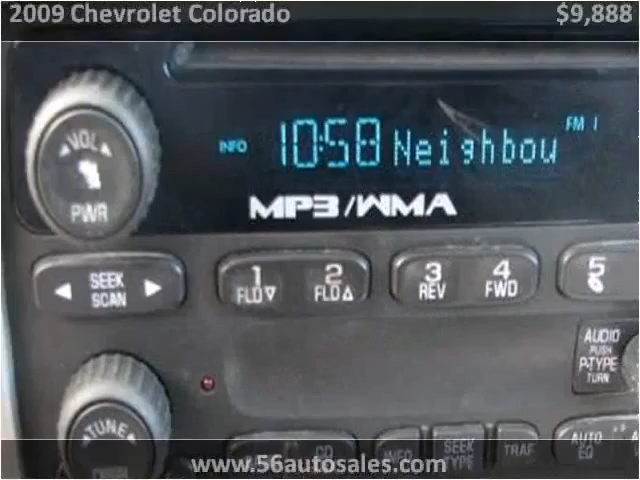 2009 Chevrolet Colorado $9,888
FM 1
INFO 10:58 Neighbou
VOL
PWR
MP3/WMA
SEEK
SCAN
1 2 3 4 5
FLD FLD REV FWD
AUDIO
PUSH
P-TYPE
TURN
TUNE
INFO SEEK TYPE TRAF AUTO EQ
CD
www.56autosales.com